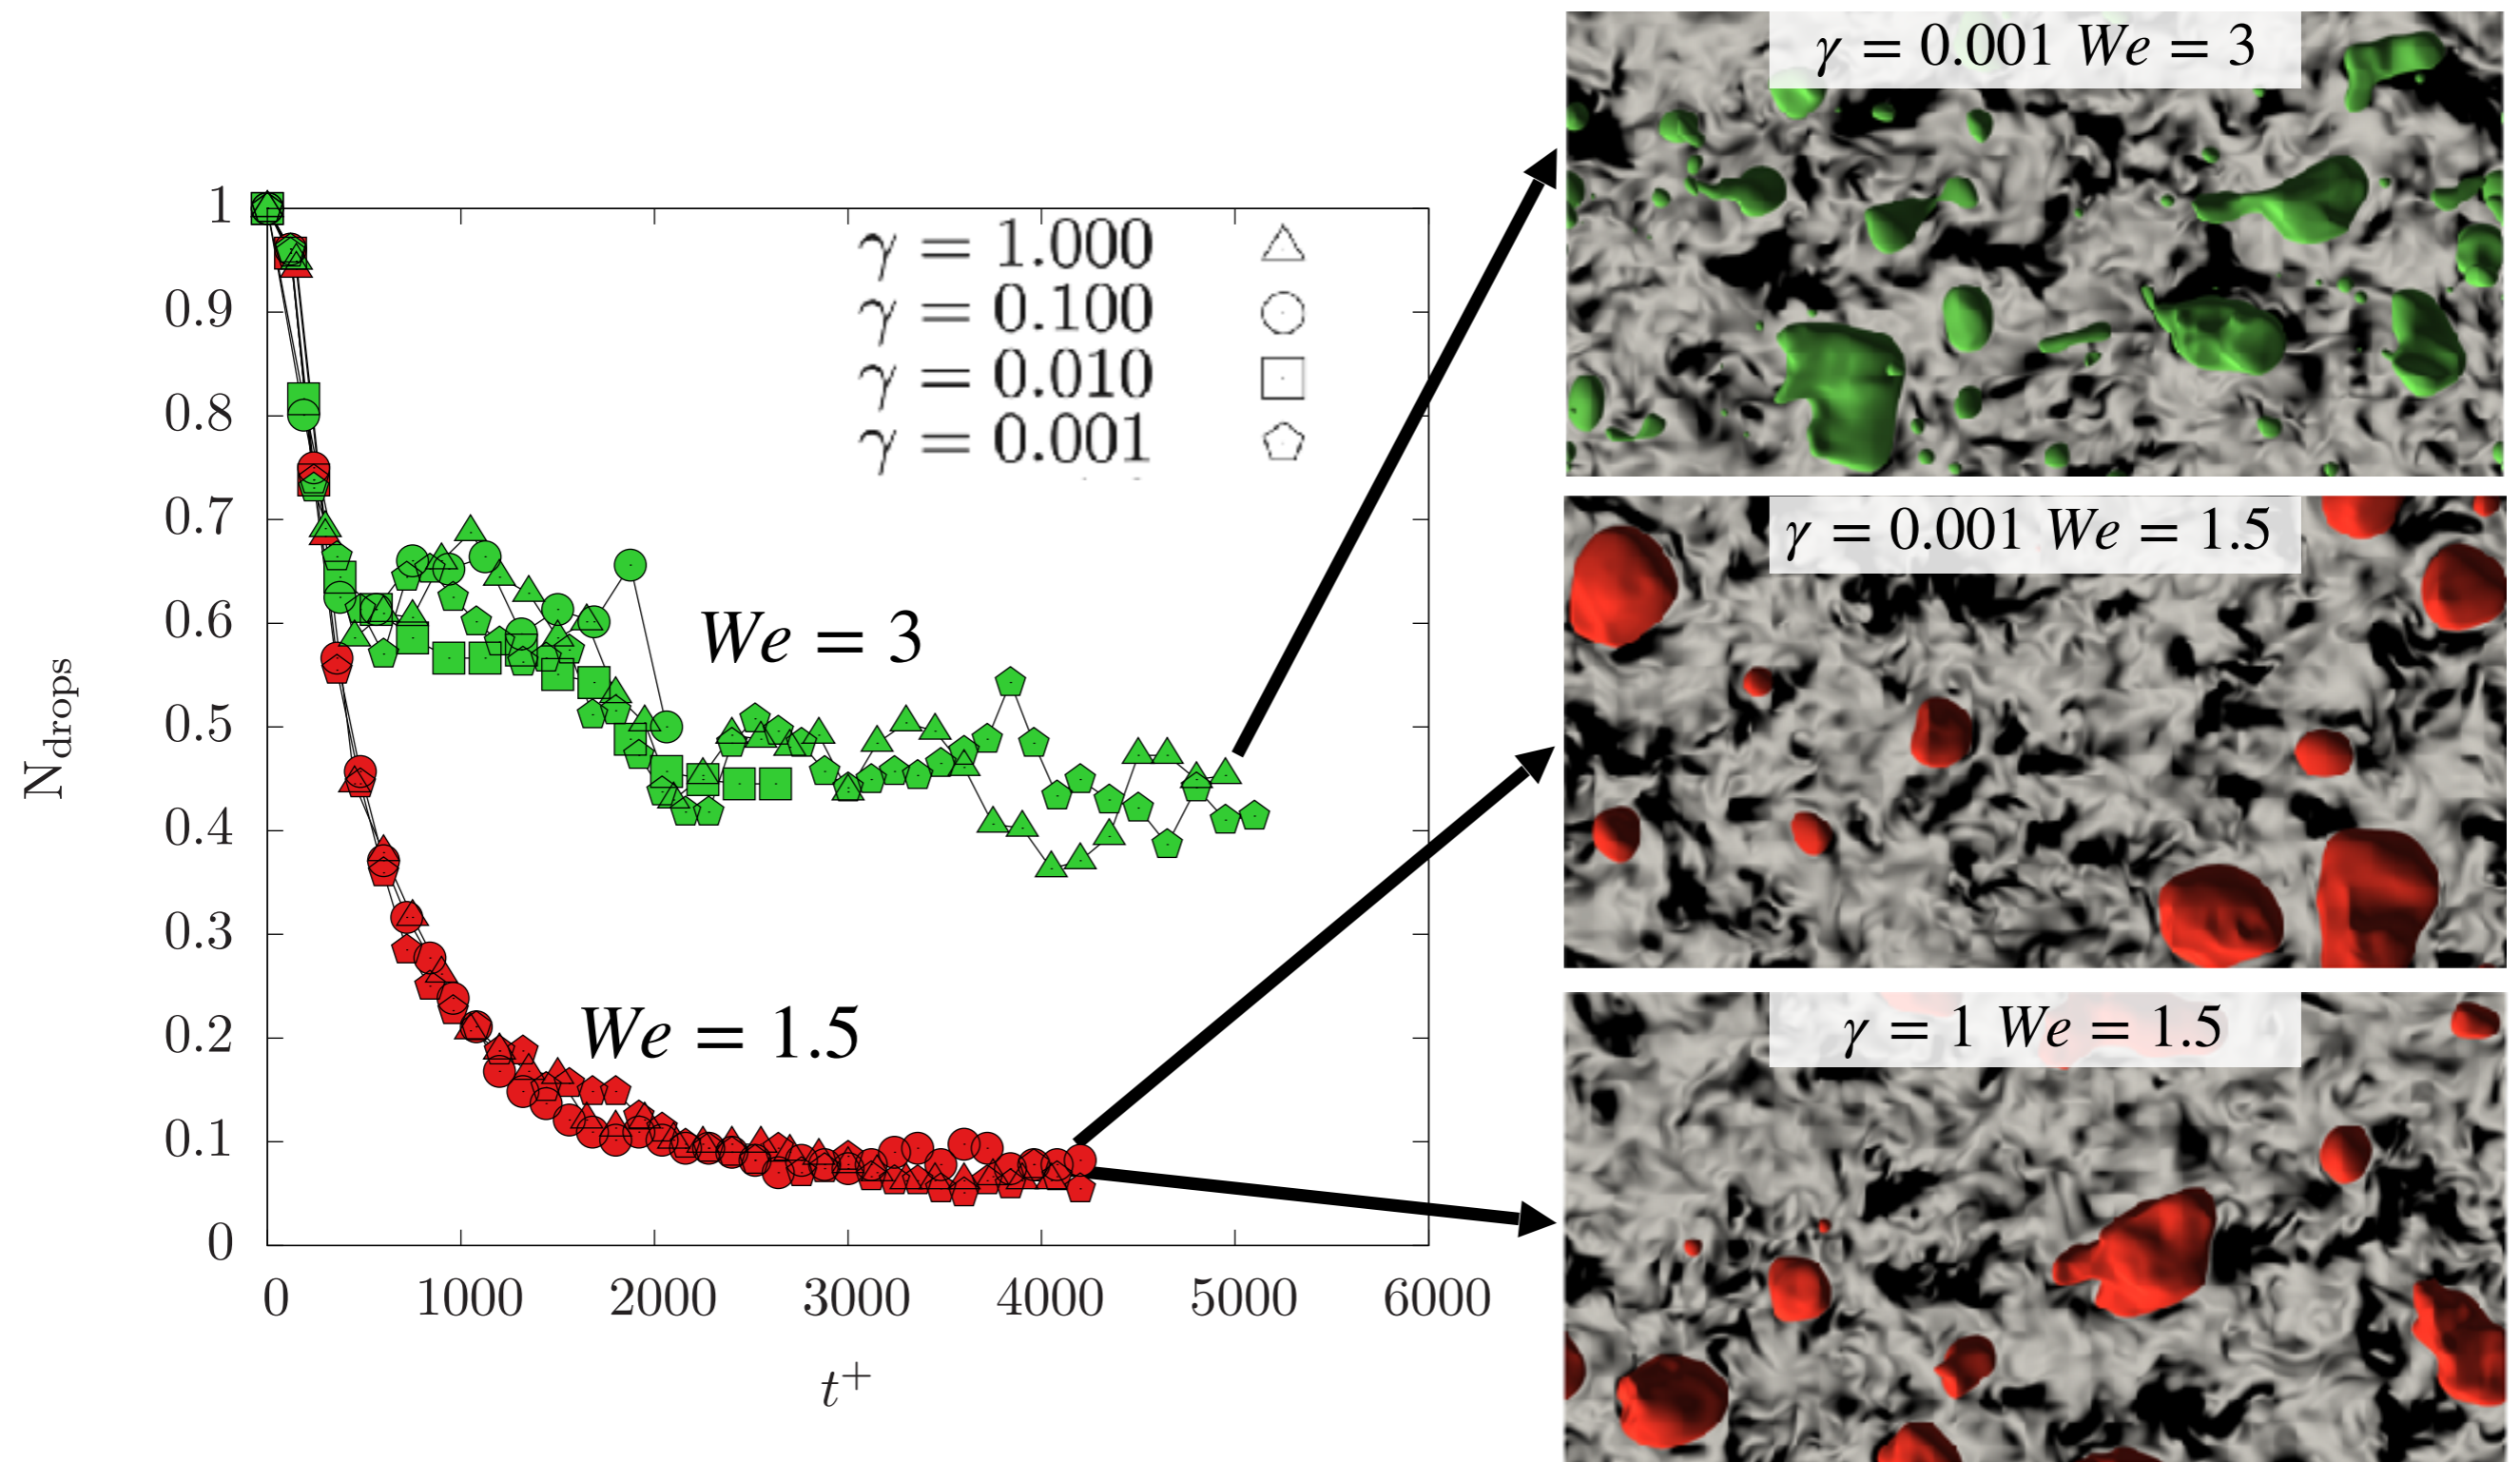 γ = 0.001 We = 3
1
γ = 1.000
γ = 0.100
γ = 0.010
γ = 0.001
0.9
0.8
0.7
0.6
0.5
0.4
0.3
0.2
0.1
0
N_drops
We = 3
We = 1.5
0 1000 2000 3000 4000 5000 6000
t⁺
γ = 0.001 We = 1.5
γ = 1 We = 1.5